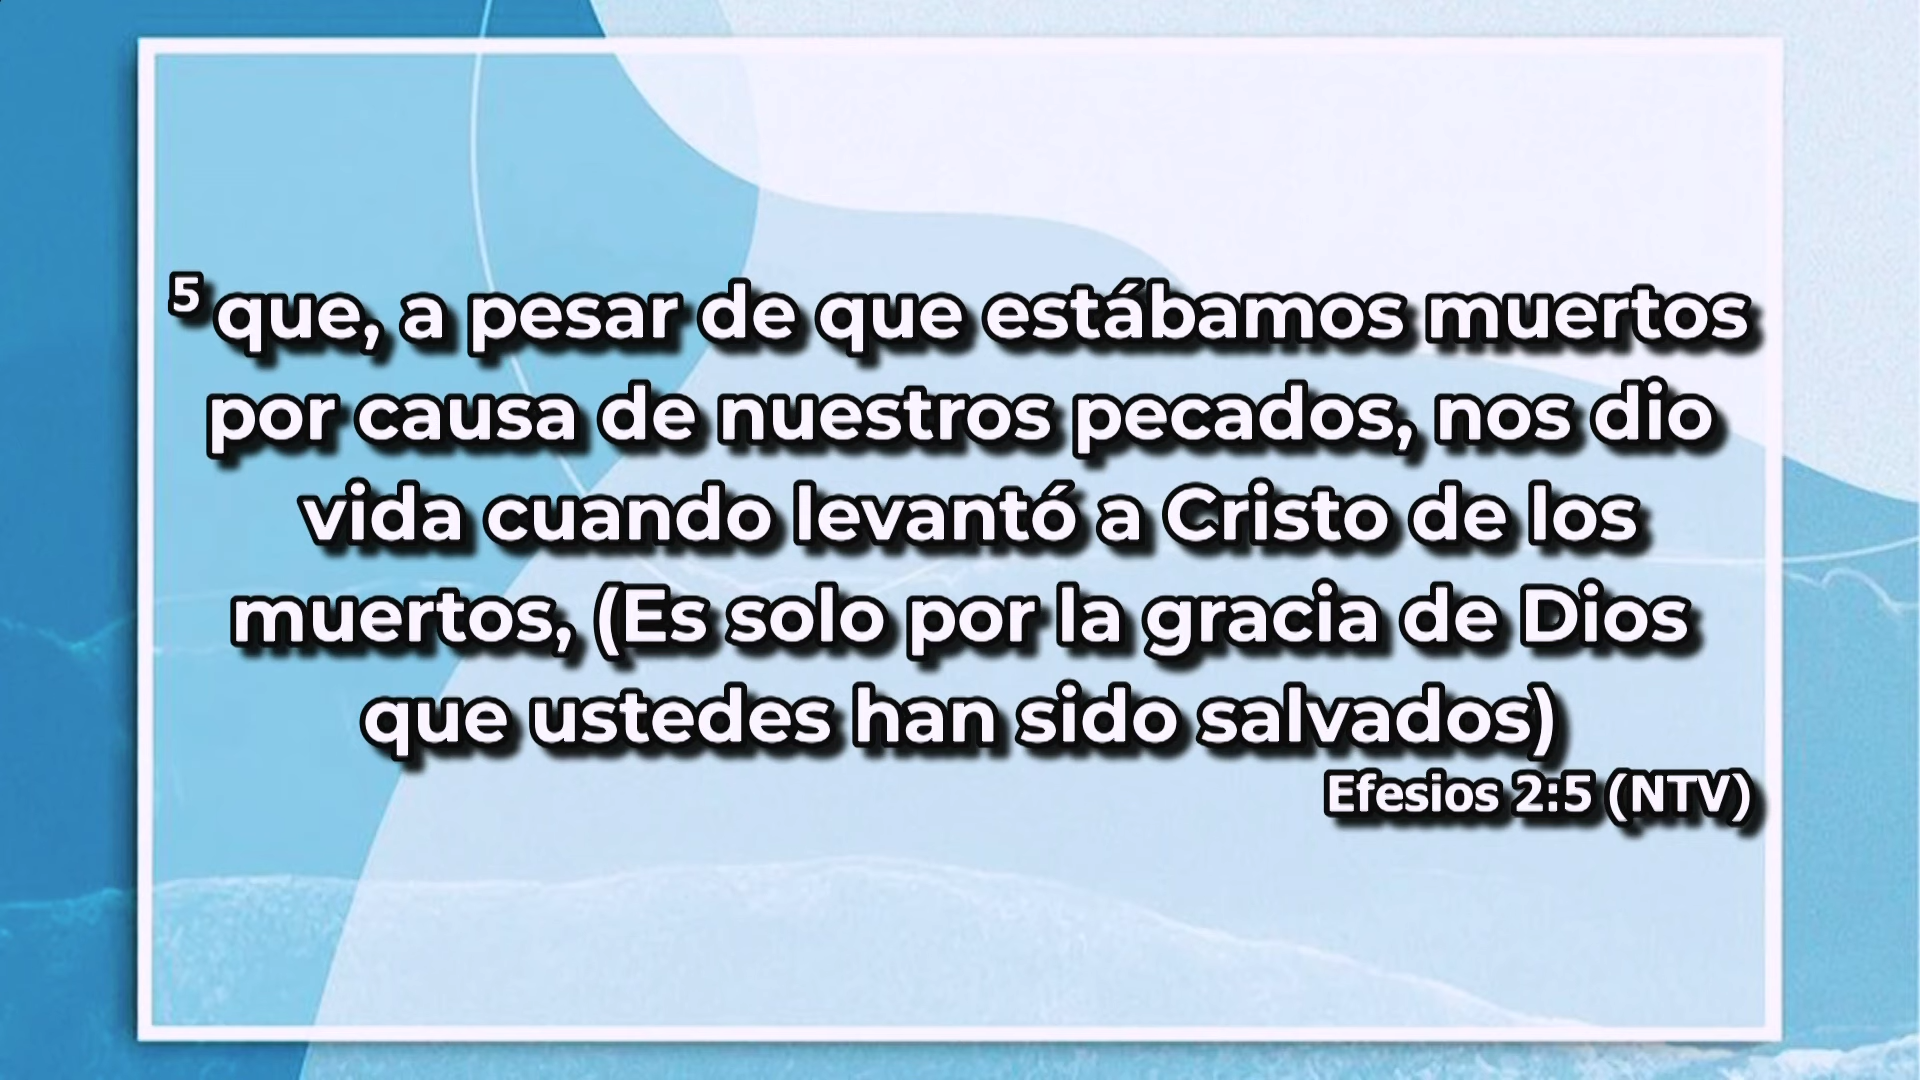 5 que, a pesar de que estábamos muertos
por causa de nuestros pecados, nos dio
vida cuando levantó a Cristo de los
muertos, (Es solo por la gracia de Dios
que ustedes han sido salvados)
Efesios 2:5 (NTV)